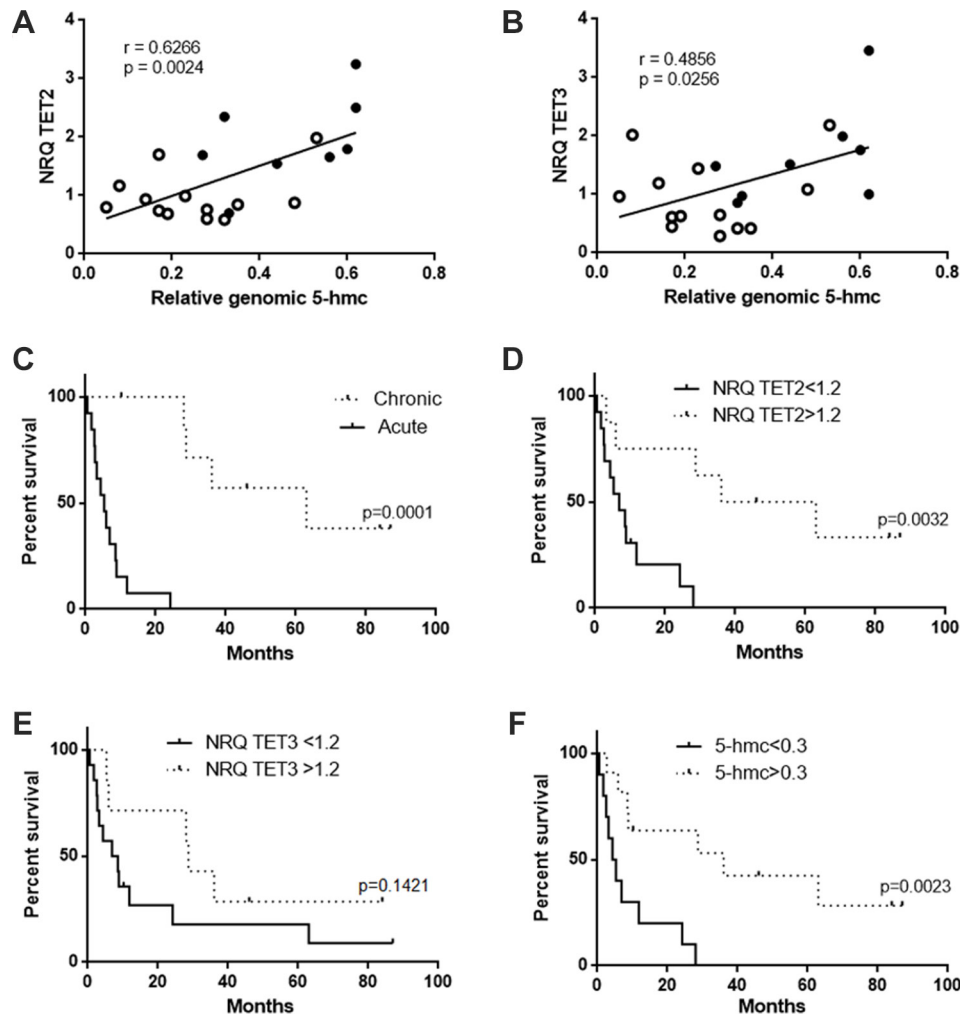 A
NRQ TET2
r = 0.6266
p = 0.0024
4
3
2
1
0
0.0 0.2 0.4 0.6 0.8
Relative genomic 5-hmc
B
NRQ TET3
r = 0.4856
p = 0.0256
4
3
2
1
0
0.0 0.2 0.4 0.6 0.8
Relative genomic 5-hmc
C
Percent survival
100
50
0
Chronic
Acute
p=0.0001
0 20 40 60 80 100
Months
D
Percent survival
100
50
0
NRQ TET2<1.2
NRQ TET2>1.2
p=0.0032
0 20 40 60 80 100
Months
E
Percent survival
100
50
0
NRQ TET3 <1.2
NRQ TET3 >1.2
p=0.1421
0 20 40 60 80 100
Months
F
Percent survival
100
50
0
5-hmc<0.3
5-hmc>0.3
p=0.0023
0 20 40 60 80 100
Months